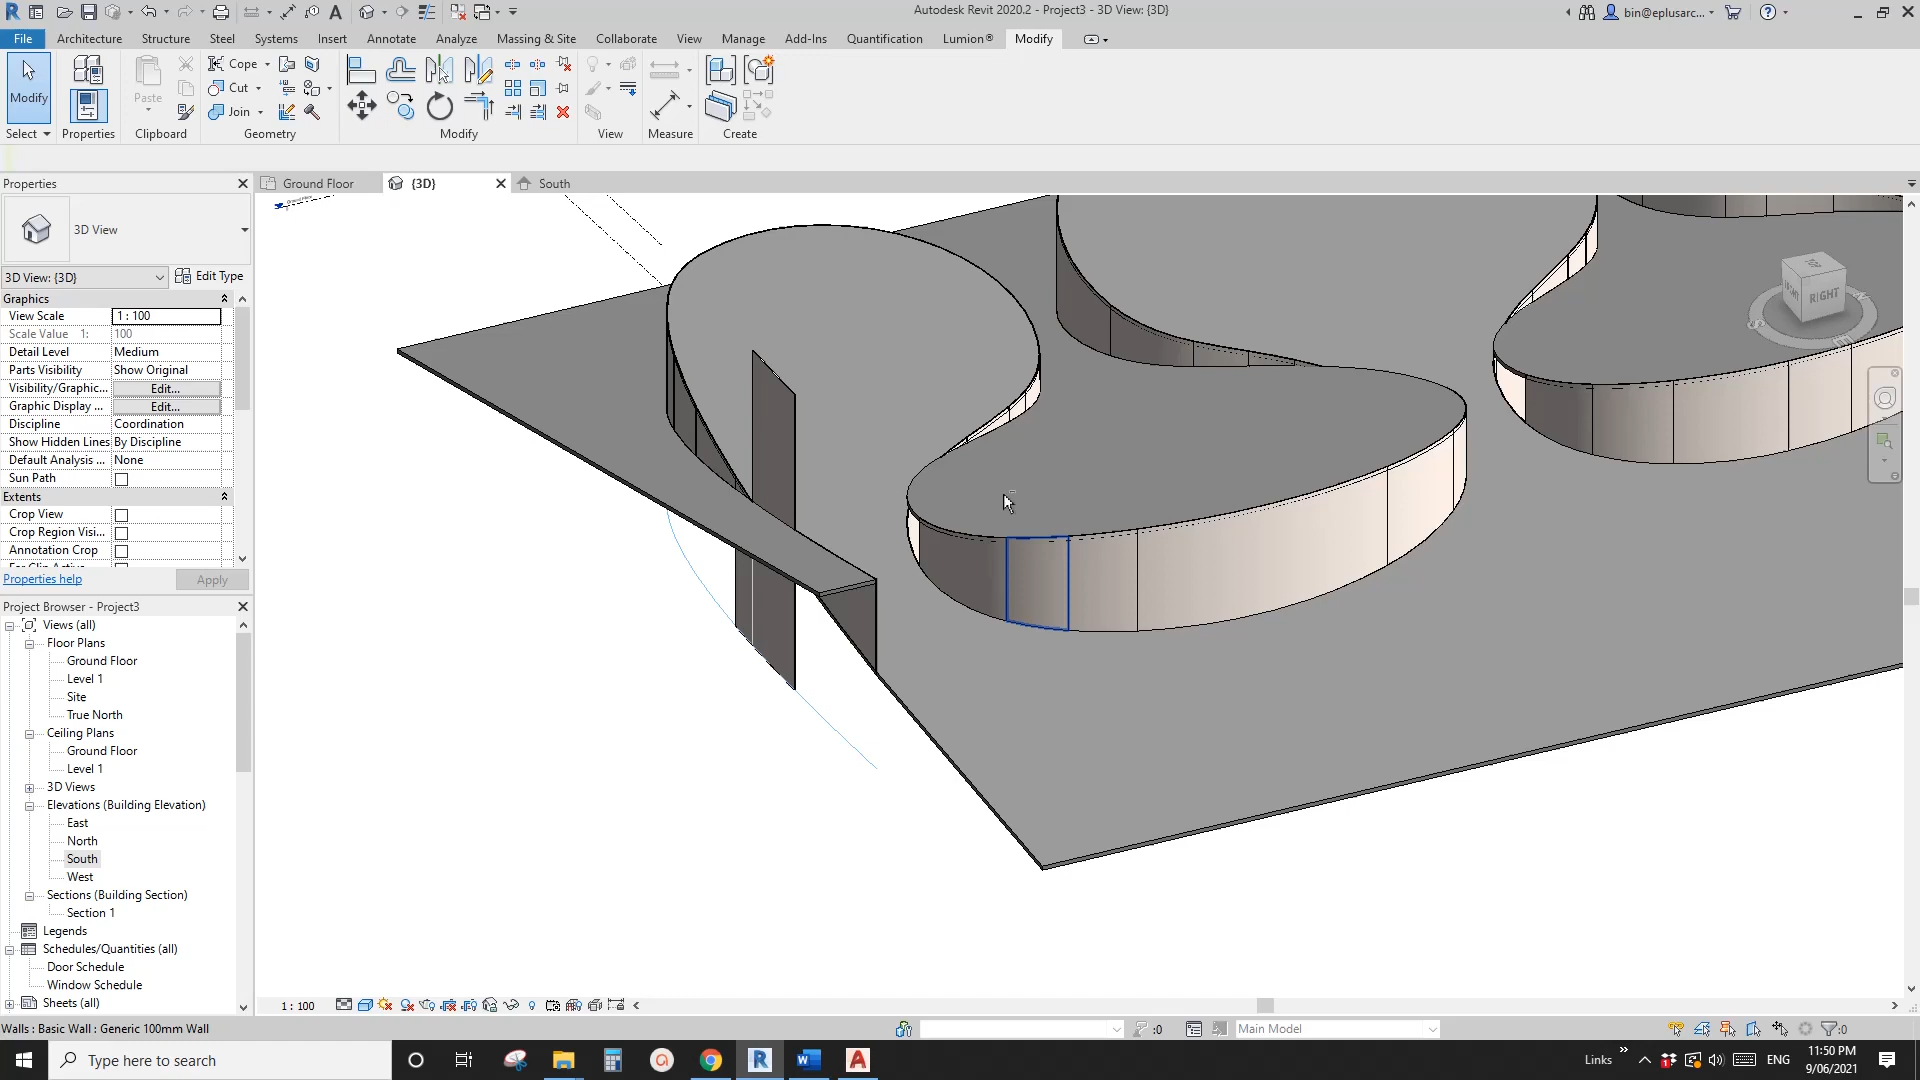 Autodesk Revit 2020.2 - Project3 - 3D View: {3D}
bin@eplusarc...
File Architecture Structure Steel Systems Insert Annotate Analyze Massing & Site Collaborate View Manage Add-Ins Quantification Lumion® Modify
Modify
Paste
Cope
Cut
Join
Select Properties Clipboard Geometry Modify View Measure Create
Properties
Ground Floor {3D} South
3D View
3D View: {3D} Edit Type
Graphics
View Scale 1 : 100
Scale Value 1: 100
Detail Level Medium
Parts Visibility Show Original
Visibility/Graphic... Edit...
Graphic Display ... Edit...
Discipline Coordination
Show Hidden Lines By Discipline
Default Analysis ... None
Sun Path
Extents
Crop View
Crop Region Visi...
Annotation Crop
Properties help Apply
TOP
RIGHT
Project Browser - Project3
Views (all)
Floor Plans
Ground Floor
Level 1
Site
True North
Ceiling Plans
Ground Floor
Level 1
3D Views
Elevations (Building Elevation)
East
North
South
West
Sections (Building Section)
Section 1
Legends
Schedules/Quantities (all)
Door Schedule
Window Schedule
Sheets (all)
1 : 100
Walls : Basic Wall : Generic 100mm Wall
:0
Main Model
:0
Type here to search
Links
ENG
11:50 PM
9/06/2021